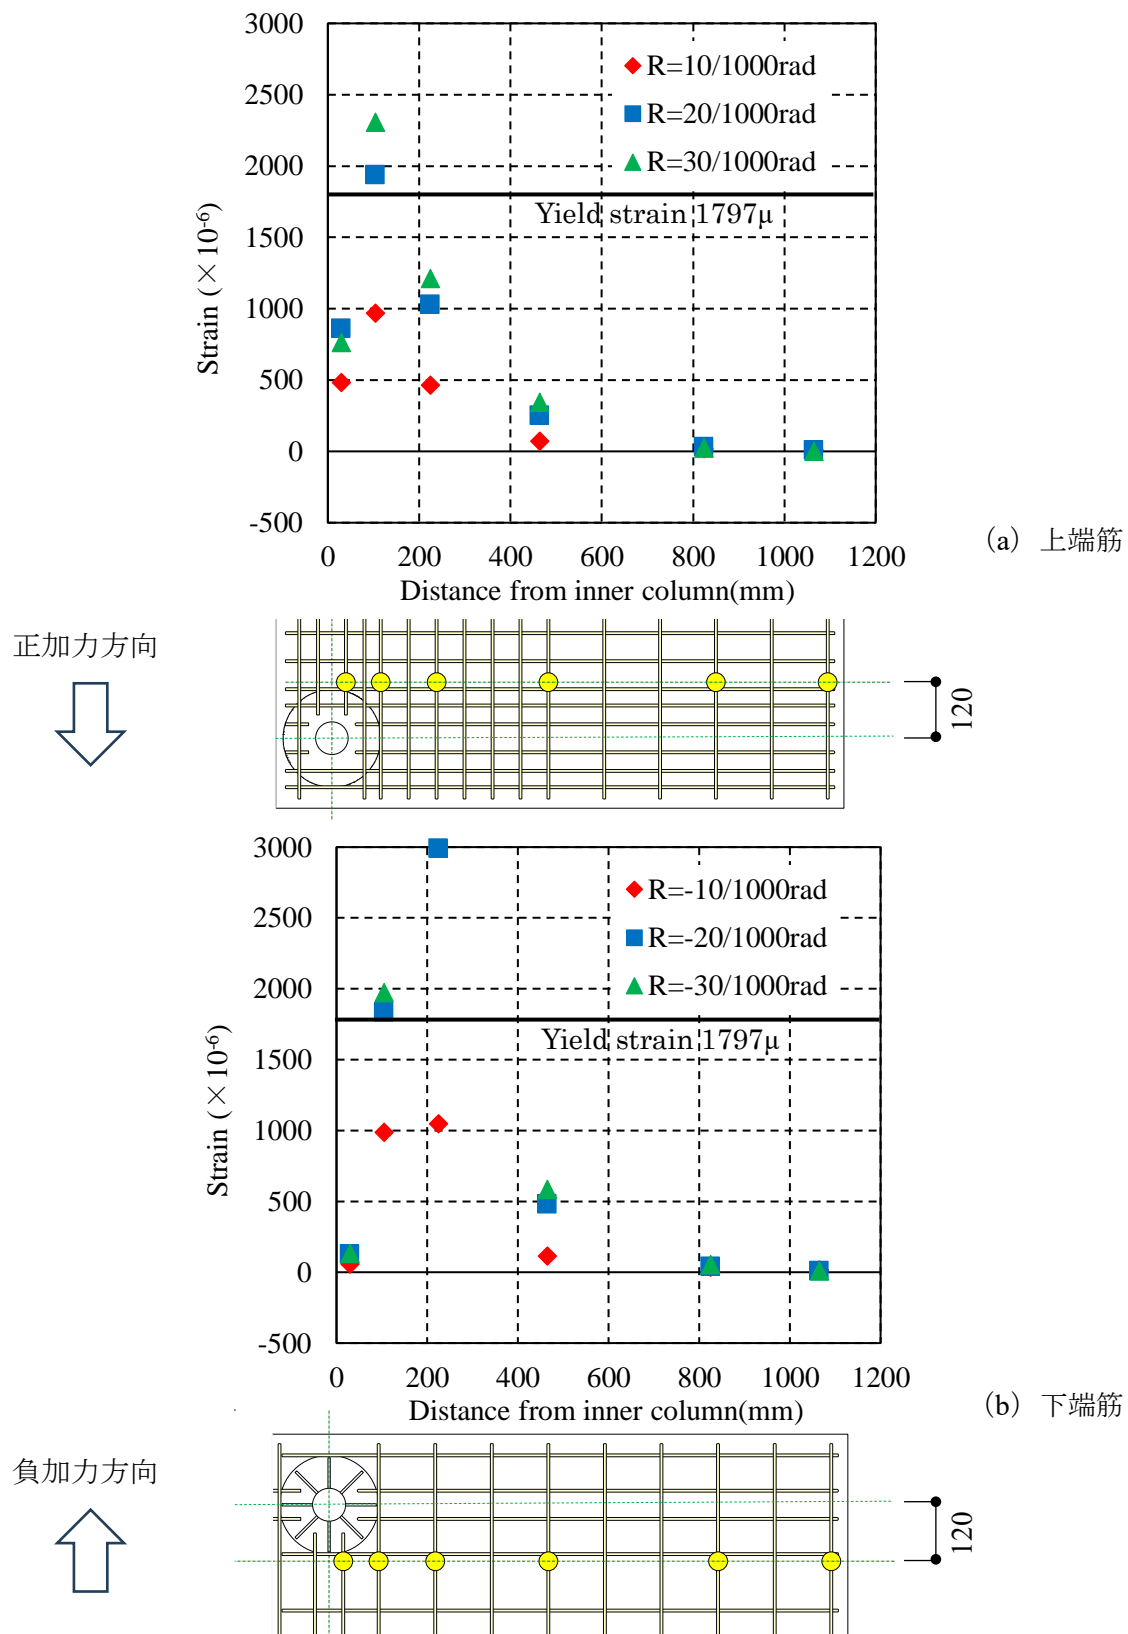 3000
2500
2000
1500
1000
500
0
-500
Strain (×10⁻⁶)
R=10/1000rad
R=20/1000rad
R=30/1000rad
Yield strain 1797μ
0 200 400 600 800 1000 1200
Distance from inner column(mm)
(a) 上端筋
正加力方向
120
3000
2500
2000
1500
1000
500
0
-500
Strain (×10⁻⁶)
R=-10/1000rad
R=-20/1000rad
R=-30/1000rad
Yield strain 1797μ
0 200 400 600 800 1000 1200
Distance from inner column(mm)
(b) 下端筋
負加力方向
120